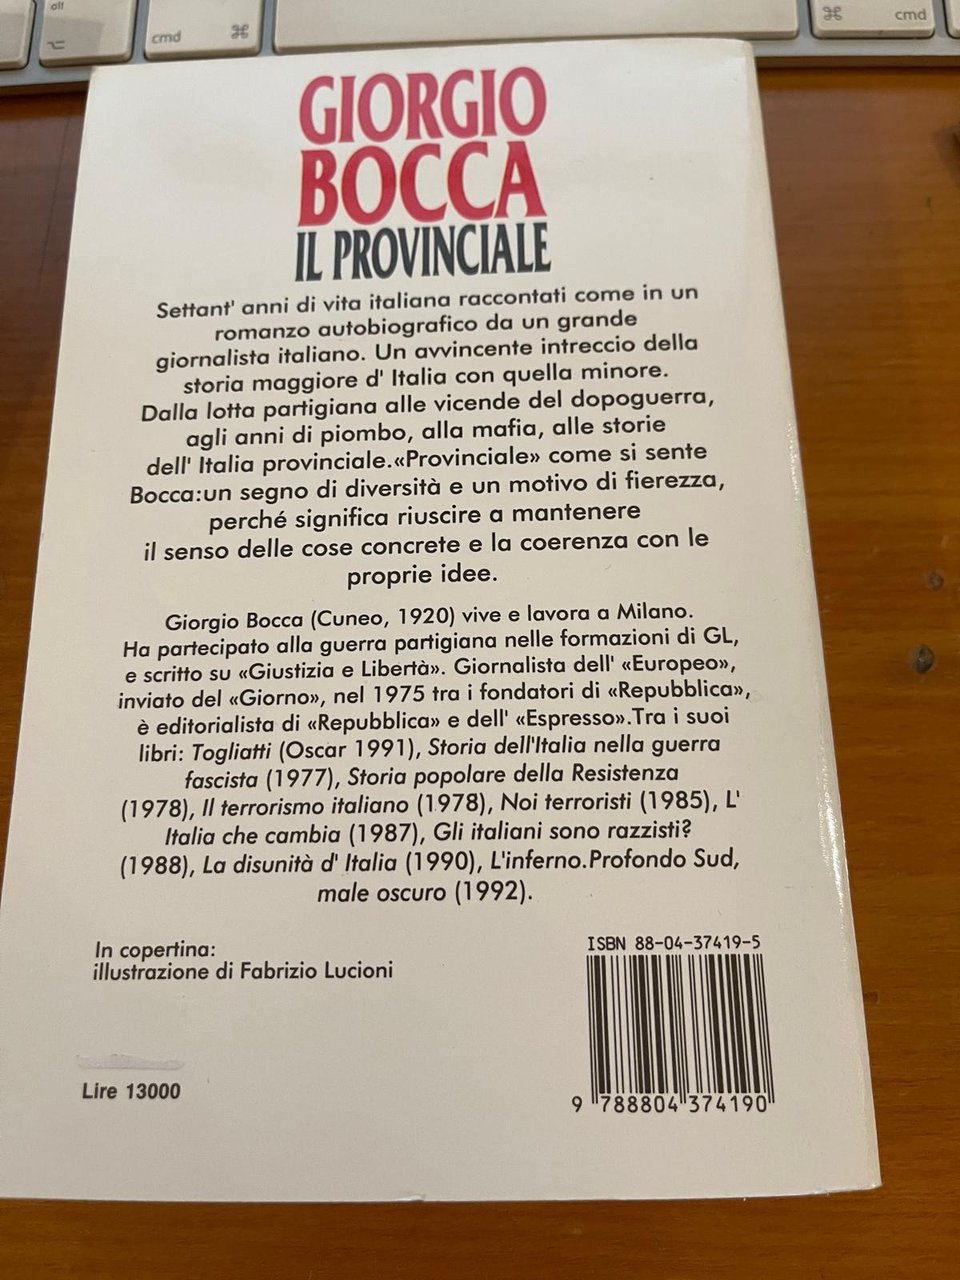 alt
⌥
cmd ⌘
⌘ cmd
GIORGIO
BOCCA
IL PROVINCIALE
Settant' anni di vita italiana raccontati come in un
romanzo autobiografico da un grande
giornalista italiano. Un avvincente intreccio della
storia maggiore d' Italia con quella minore.
Dalla lotta partigiana alle vicende del dopoguerra,
agli anni di piombo, alla mafia, alle storie
dell' Italia provinciale.«Provinciale» come si sente
Bocca:un segno di diversità e un motivo di fierezza,
perché significa riuscire a mantenere
il senso delle cose concrete e la coerenza con le
proprie idee.
Giorgio Bocca (Cuneo, 1920) vive e lavora a Milano.
Ha partecipato alla guerra partigiana nelle formazioni di GL,
e scritto su «Giustizia e Libertà». Giornalista dell' «Europeo»,
inviato del «Giorno», nel 1975 tra i fondatori di «Repubblica»,
è editorialista di «Repubblica» e dell' «Espresso».Tra i suoi
libri: Togliatti (Oscar 1991), Storia dell'Italia nella guerra
fascista (1977), Storia popolare della Resistenza
(1978), Il terrorismo italiano (1978), Noi terroristi (1985), L'
Italia che cambia (1987), Gli italiani sono razzisti?
(1988), La disunità d' Italia (1990), L'inferno.Profondo Sud,
male oscuro (1992).
In copertina:
illustrazione di Fabrizio Lucioni
ISBN 88-04-37419-5
9 788804 374190
Lire 13000